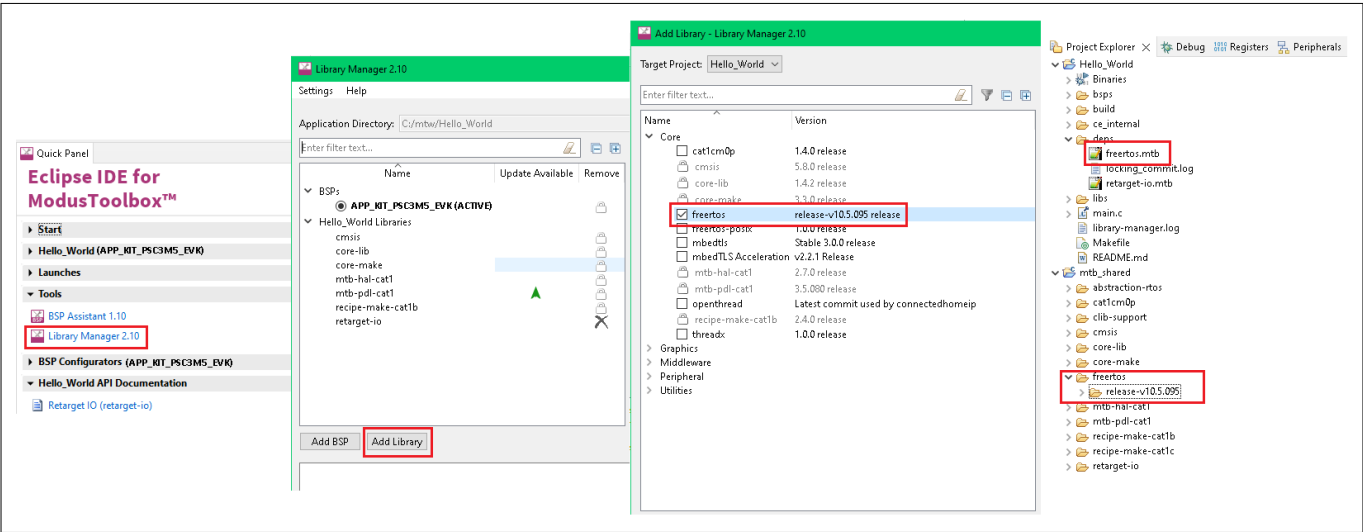 Quick Panel
Eclipse IDE for
ModusToolbox™
Start
Hello_World (APP_KIT_PSC3M5_EVK)
Launches
Tools
BSP Assistant 1.10
Library Manager 2.10
BSP Configurators (APP_KIT_PSC3M5_EVK)
Hello_World API Documentation
Retarget IO (retarget-io)
Library Manager 2.10
Settings Help
Application Directory: C:/mtw/Hello_World
Enter filter text...
Name Update Available Remove
BSPs
APP_KIT_PSC3M5_EVK (ACTIVE)
Hello_World Libraries
cmsis
core-lib
core-make
mtb-hal-cat1
mtb-pdl-cat1
recipe-make-cat1b
retarget-io
Add BSP Add Library
Add Library - Library Manager 2.10
Target Project: Hello_World
Enter filter text...
Name Version
Core
cat1cm0p 1.4.0 release
cmsis 5.8.0 release
core-lib 1.4.2 release
core-make 3.3.0 release
freertos release-v10.5.095 release
freertos-posix 1.0.0 release
mbedtls Stable 3.0.0 release
mbedTLS Acceleration v2.2.1 Release
mtb-hal-cat1 2.7.0 release
mtb-pdl-cat1 3.5.080 release
openthread Latest commit used by connectedhomeip
recipe-make-cat1b 2.4.0 release
threadx 1.0.0 release
Graphics
Middleware
Peripheral
Utilities
Project Explorer Debug Registers Peripherals
Hello_World
Binaries
bsps
build
ce_internal
deps
freertos.mtb
locking_commit.log
retarget-io.mtb
libs
main.c
library-manager.log
Makefile
README.md
mtb_shared
abstraction-rtos
cat1cm0p
clib-support
cmsis
core-lib
core-make
freertos
release-v10.5.095
mtb-hal-cat1
mtb-pdl-cat1
recipe-make-cat1b
recipe-make-cat1c
retarget-io